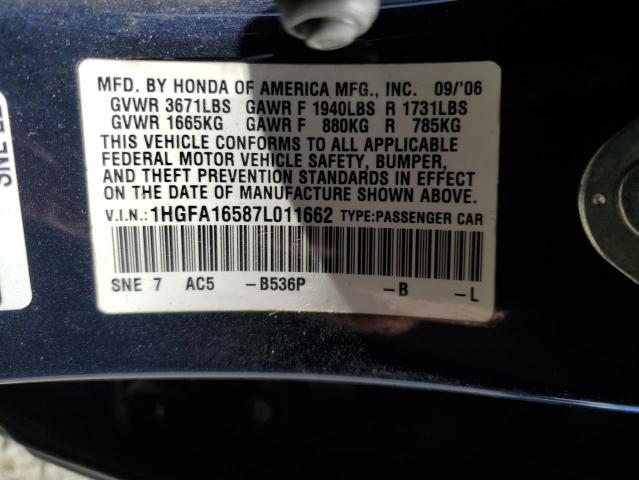 MFD. BY HONDA OF AMERICA MFG., INC. 09/'06
GVWR 3671LBS GAWR F 1940LBS R 1731LBS
GVWR 1665KG GAWR F 880KG R 785KG
THIS VEHICLE CONFORMS TO ALL APPLICABLE
FEDERAL MOTOR VEHICLE SAFETY, BUMPER,
AND THEFT PREVENTION STANDARDS IN EFFECT
ON THE DATE OF MANUFACTURE SHOWN ABOVE.
V.I.N.: 1HGFA16587L011662 TYPE:PASSENGER CAR
SNE 7 AC5 -B536P -B -L